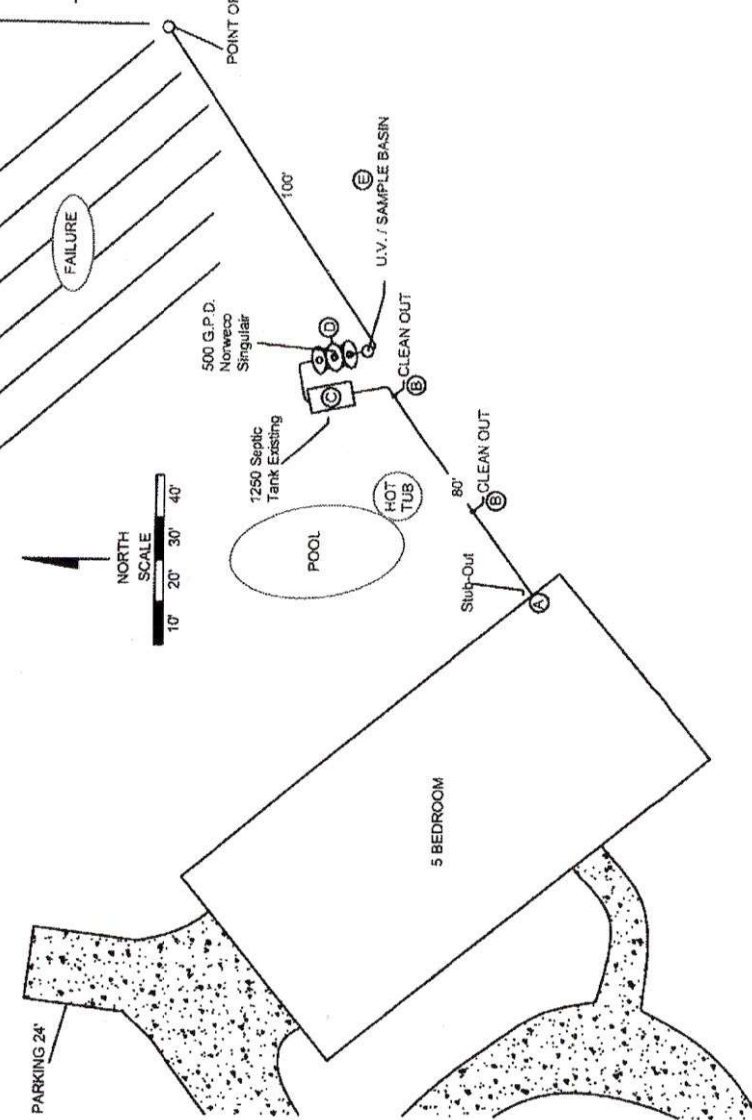 POINT OF
FAILURE
100'
E
U.V. / SAMPLE BASIN
500 G.P.D.
Norweco
Singulair
D
C
CLEAN OUT
B
1250 Septic
Tank Existing
NORTH
SCALE
10' 20' 30' 40'
POOL
HOT
TUB
80'
CLEAN OUT
B
Stub-Out
A
5 BEDROOM
PARKING 24'